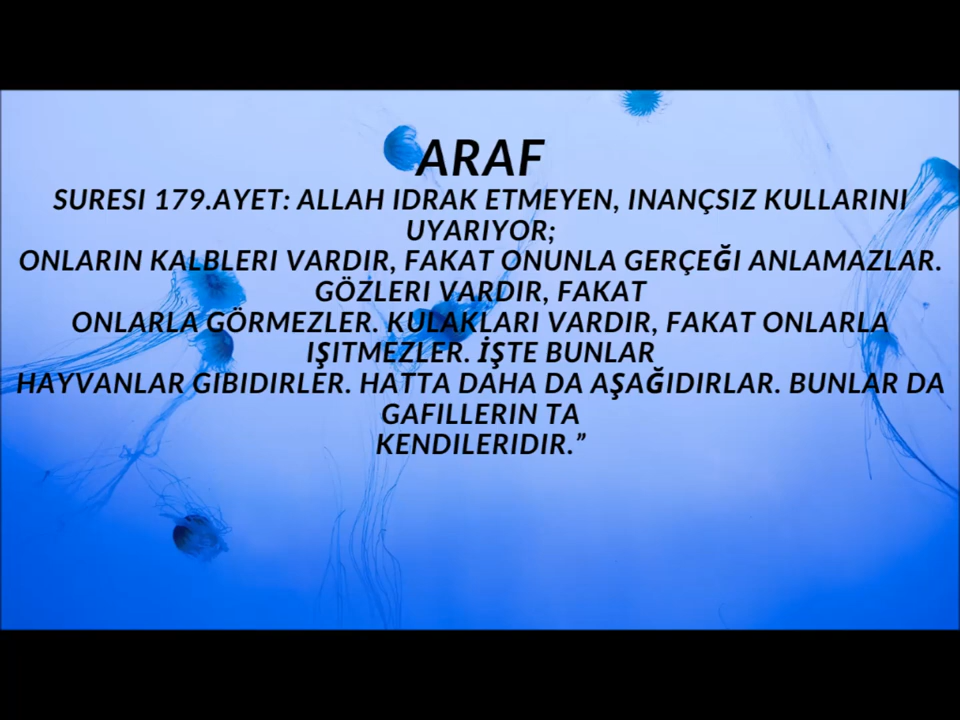 ARAF
SURESI 179.AYET: ALLAH IDRAK ETMEYEN, INANÇSIZ KULLARINI
UYARIYOR;
ONLARIN KALBLERI VARDIR, FAKAT ONUNLA GERÇEĞI ANLAMAZLAR.
GÖZLERI VARDIR, FAKAT
ONLARLA GÖRMEZLER. KULAKLARI VARDIR, FAKAT ONLARLA
IŞITMEZLER. İŞTE BUNLAR
HAYVANLAR GIBIDIRLER. HATTA DAHA DA AŞAĞIDIRLAR. BUNLAR DA
GAFILLERIN TA
KENDILERIDIR.”